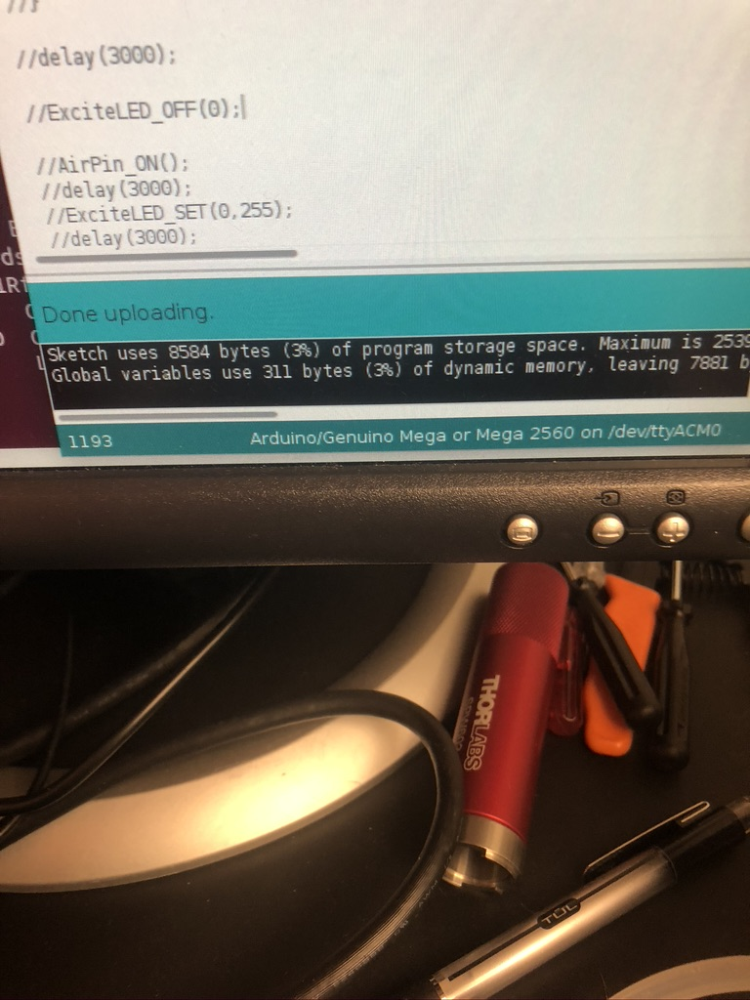 //}
//delay(3000);
//ExciteLED_OFF(0);
//AirPin_ON();
//delay(3000);
//ExciteLED_SET(0,255);
//delay(3000);
Done uploading.
Sketch uses 8584 bytes (3%) of program storage space. Maximum is 2539
Global variables use 311 bytes (3%) of dynamic memory, leaving 7881 b
1193
Arduino/Genuino Mega or Mega 2560 on /dev/ttyACM0
THORLABS
TUL